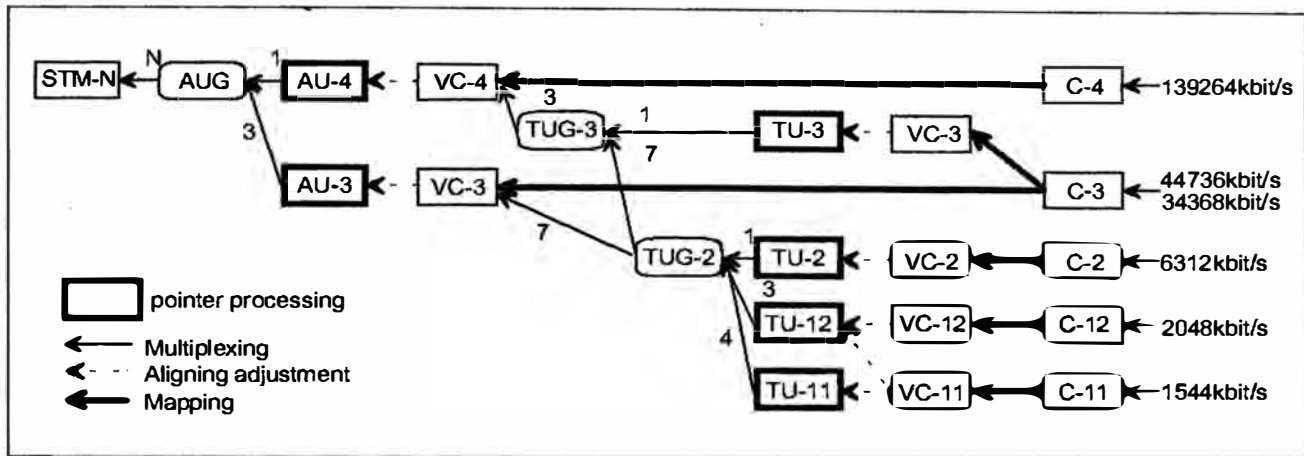 STM-N N AUG 1 AU-4 VC-4 C-4 139264kbit/s
3
TUG-3 1 TU-3 VC-3
3 7
AU-3 VC-3 C-3 44736kbit/s
34368kbit/s
7 TUG-2 1 TU-2 VC-2 C-2 6312kbit/s
3
pointer processing
TU-12 VC-12 C-12 2048kbit/s
4
Multiplexing
Aligning adjustment
TU-11 VC-11 C-11 1544kbit/s
Mapping